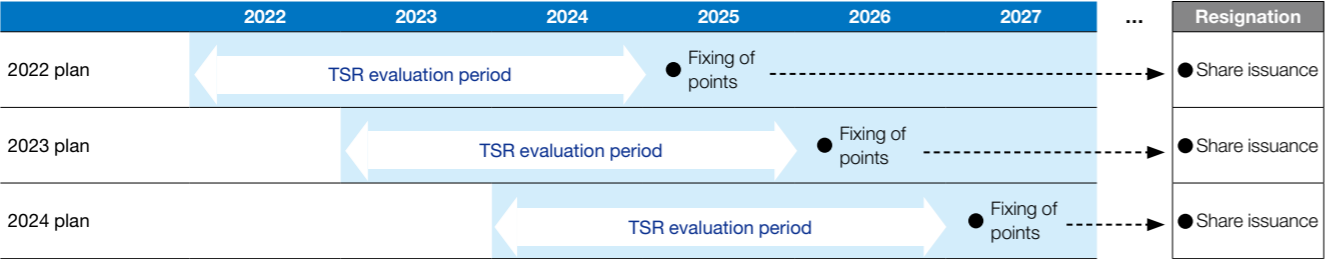 2022 2023 2024 2025 2026 2027 ... Resignation
2022 plan
TSR evaluation period
Fixing of
points
Share issuance
2023 plan
TSR evaluation period
Fixing of
points
Share issuance
2024 plan
TSR evaluation period
Fixing of
points
Share issuance